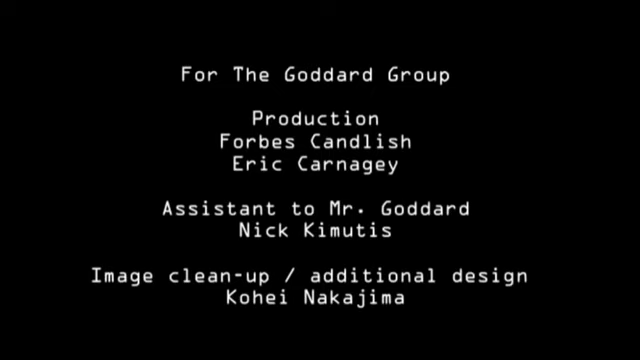 For The Goddard Group
Production
Forbes Candlish
Eric Carnagey
Assistant to Mr. Goddard
Nick Kimutis
Image clean-up / additional design
Kohei Nakajima